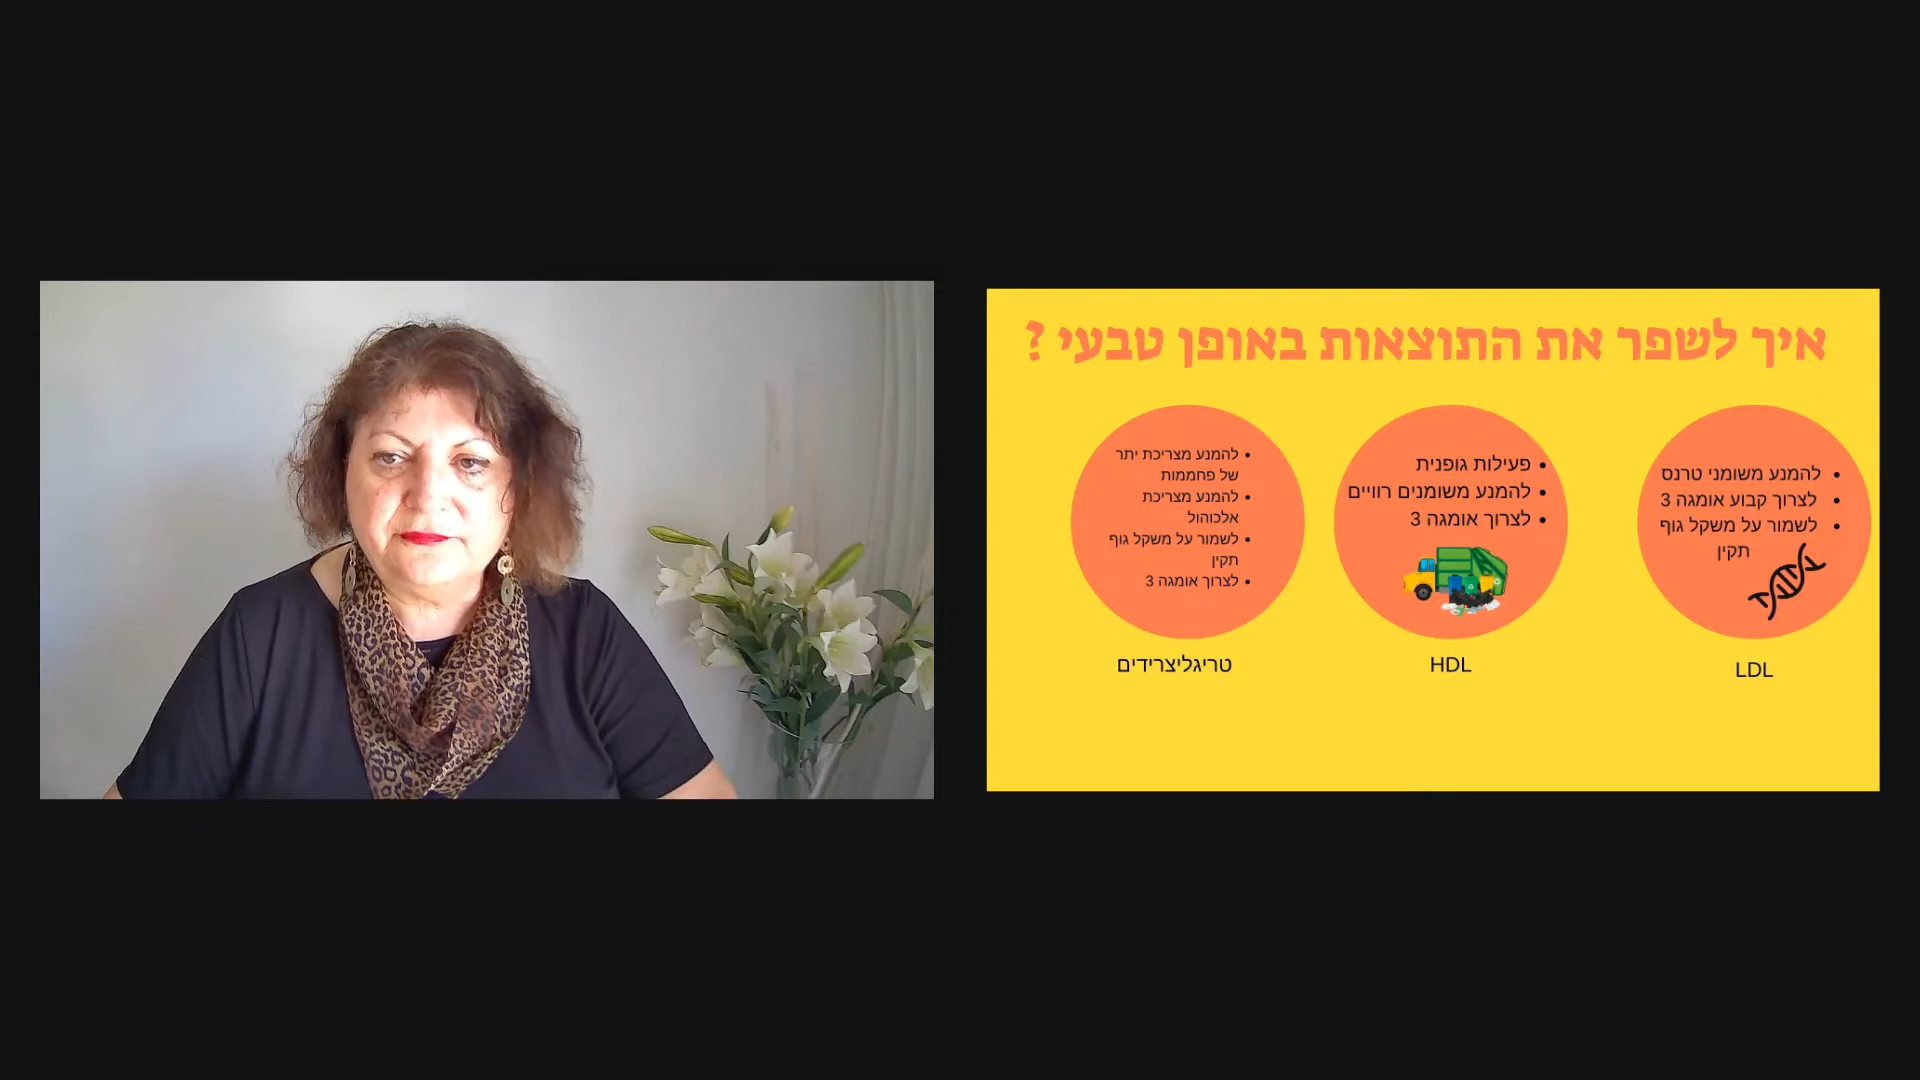 איך לשפר את התוצאות באופן טבעי ?
• להמנע משומני טרנס
• לצרוך קבוע אומגה 3
• לשמור על משקל גוף
תקין
LDL
• פעילות גופנית
• להמנע משומנים רוויים
• לצרוך אומגה 3
HDL
• להמנע מצריכת יתר
של פחממות
• להמנע מצריכת
אלכוהול
• לשמור על משקל גוף
תקין
• לצרוך אומגה 3
טריגליצרידים